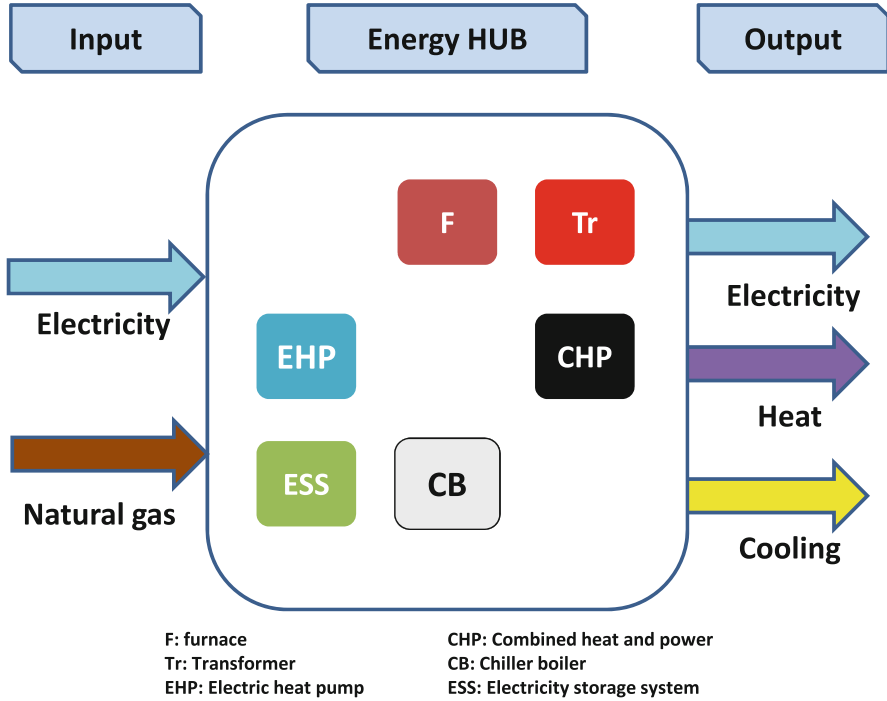 Input
Energy HUB
Output
F
Tr
Electricity
Electricity
EHP
CHP
Heat
Natural gas
ESS
CB
Cooling
F: furnace
Tr: Transformer
EHP: Electric heat pump
CHP: Combined heat and power
CB: Chiller boiler
ESS: Electricity storage system